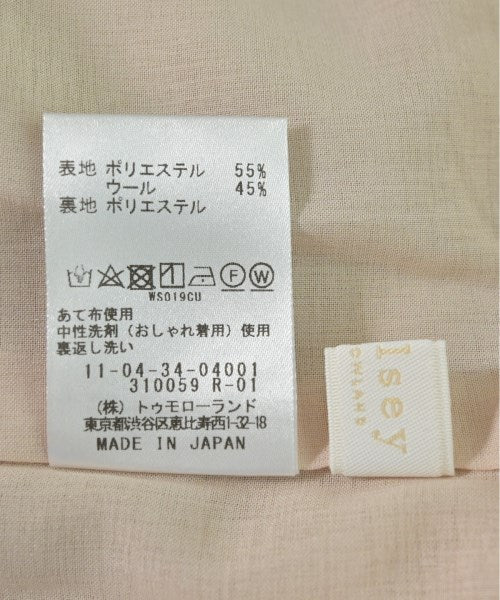 表地 ポリエステル 55%
ウール 45%
裏地 ポリエステル
F W
WS019CU
あて布使用
中性洗剤(おしゃれ着用)使用
裏返し洗い
11-04-34-04001
310059 R-01
(株)トゥモローランド
東京都渋谷区恵比寿西1-32-18
MADE IN JAPAN
lsey